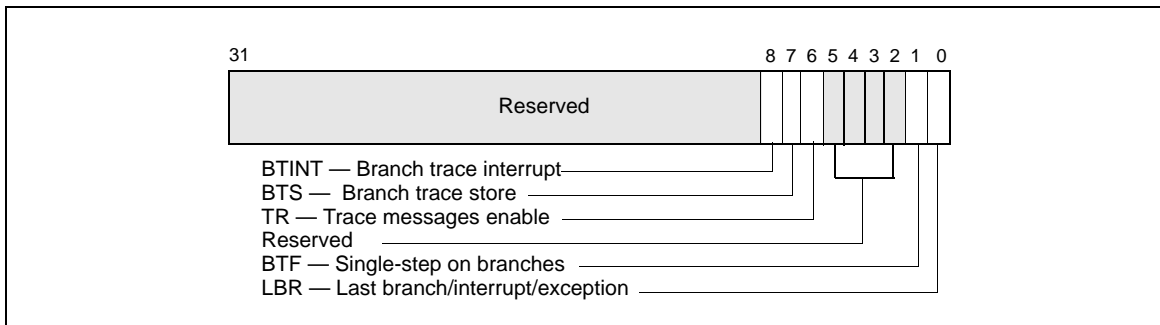 31 8 7 6 5 4 3 2 1 0
Reserved
BTINT — Branch trace interrupt
BTS — Branch trace store
TR — Trace messages enable
Reserved
BTF — Single-step on branches
LBR — Last branch/interrupt/exception